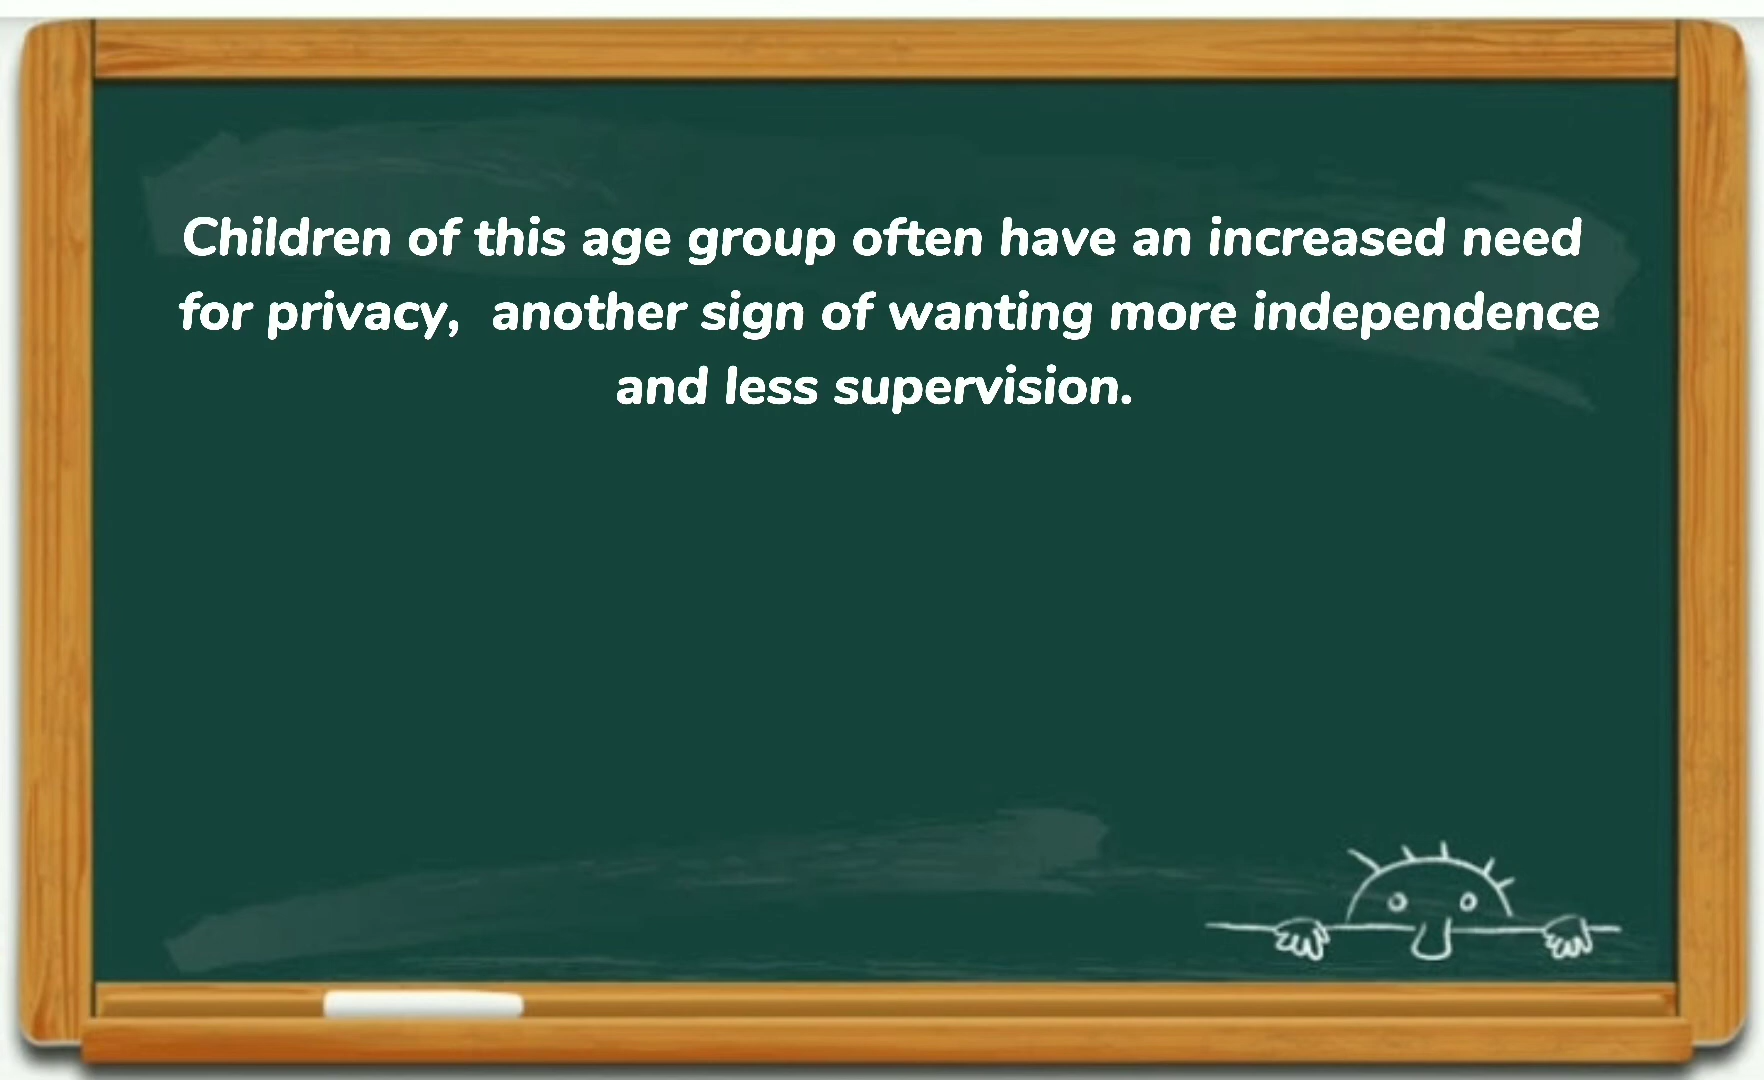 Children of this age group often have an increased need
for privacy,  another sign of wanting more independence
and less supervision.